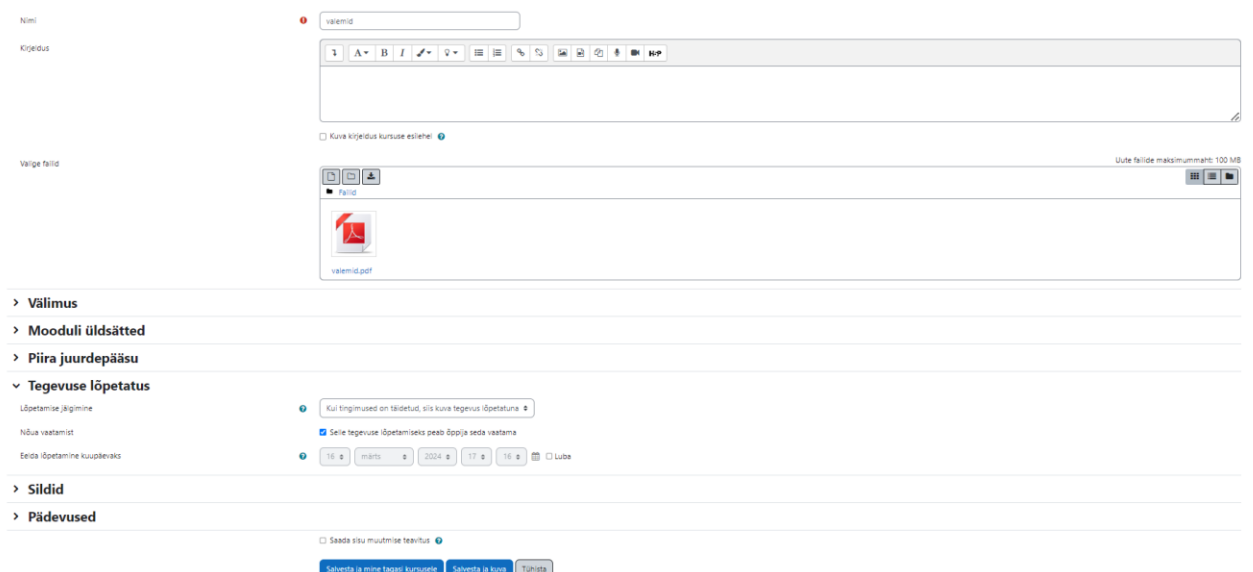 Nimi
valemid
Kirjeldus
A B I H-P
Kuva kirjeldus kursuse esilehel
Valige failid
Uute failide maksimummaht: 100 MB
Failid
valemid.pdf
Välimus
Mooduli üldsätted
Piira juurdepääsu
Tegevuse lõpetatus
Lõpetamise jälgimine
Kui tingimused on täidetud, siis kuva tegevus lõpetatuna
Nõua vaatamist
Selle tegevuse lõpetamiseks peab õppija seda vaatama
Eelda lõpetamine kuupäevaks
16 märts 2024 17 16 Luba
Sildid
Pädevused
Saada sisu muutmise teavitus
Salvesta ja mine tagasi kursusele Salvesta ja kuva Tühista